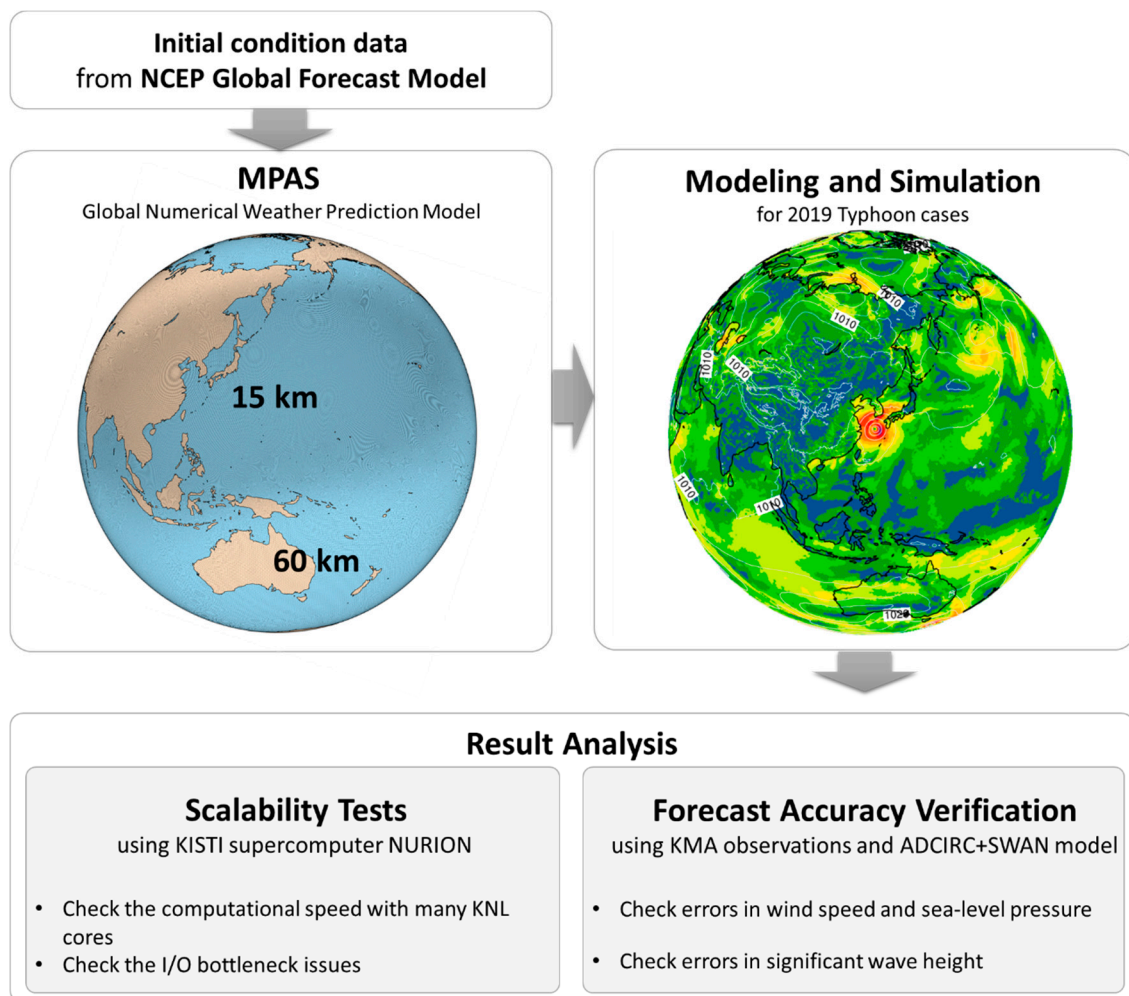 Initial condition data
from NCEP Global Forecast Model
MPAS
Global Numerical Weather Prediction Model
15 km
60 km
Modeling and Simulation
for 2019 Typhoon cases
1010
1010
1010
1010
1010
1010
Result Analysis
Scalability Tests
using KISTI supercomputer NURION
• Check the computational speed with many KNL
cores
• Check the I/O bottleneck issues
Forecast Accuracy Verification
using KMA observations and ADCIRC+SWAN model
• Check errors in wind speed and sea-level pressure
• Check errors in significant wave height